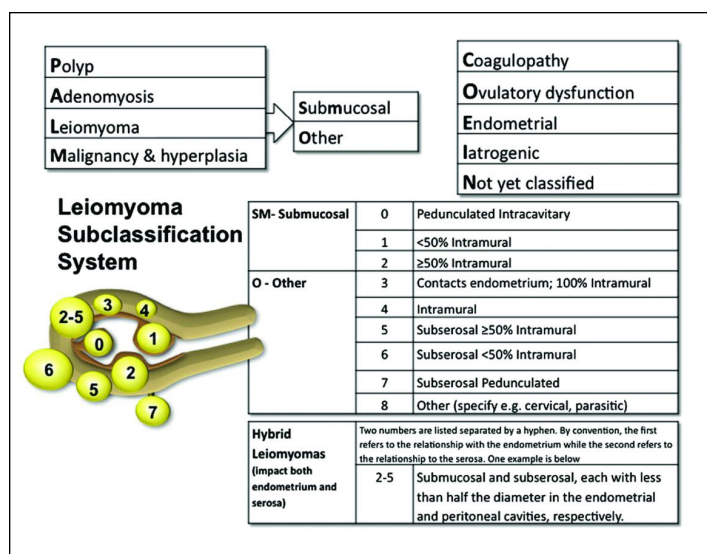 Polyp
Adenomyosis
Leiomyoma
Malignancy & hyperplasia
Submucosal
Other
Coagulopathy
Ovulatory dysfunction
Endometrial
Iatrogenic
Not yet classified
Leiomyoma
Subclassification
System
SM- Submucosal
0 Pedunculated Intracavitary
1 <50% Intramural
2 ≥50% Intramural
O - Other
3 Contacts endometrium; 100% Intramural
4 Intramural
5 Subserosal ≥50% Intramural
6 Subserosal <50% Intramural
7 Subserosal Pedunculated
8 Other (specify e.g. cervical, parasitic)
2-5
3
4
0
1
6
5
2
7
Hybrid
Leiomyomas
(impact both
endometrium and
serosa)
Two numbers are listed separated by a hyphen. By convention, the first
refers to the relationship with the endometrium while the second refers to
the relationship to the serosa. One example is below
2-5 Submucosal and subserosal, each with less
than half the diameter in the endometrial
and peritoneal cavities, respectively.